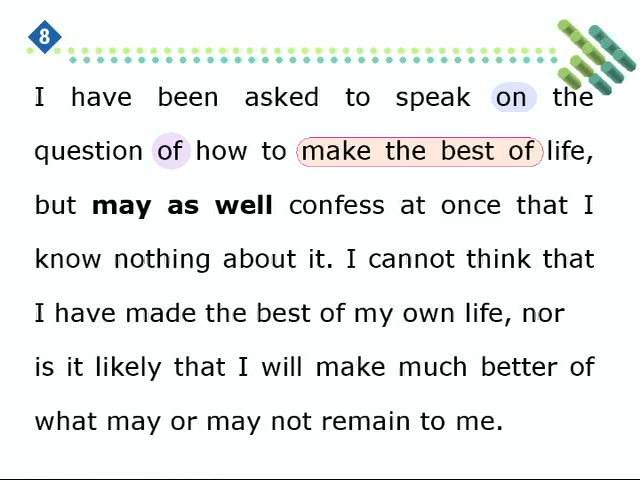 8
I have been asked to speak on the
question of how to make the best of life,
but may as well confess at once that I
know nothing about it. I cannot think that
I have made the best of my own life, nor
is it likely that I will make much better of
what may or may not remain to me.